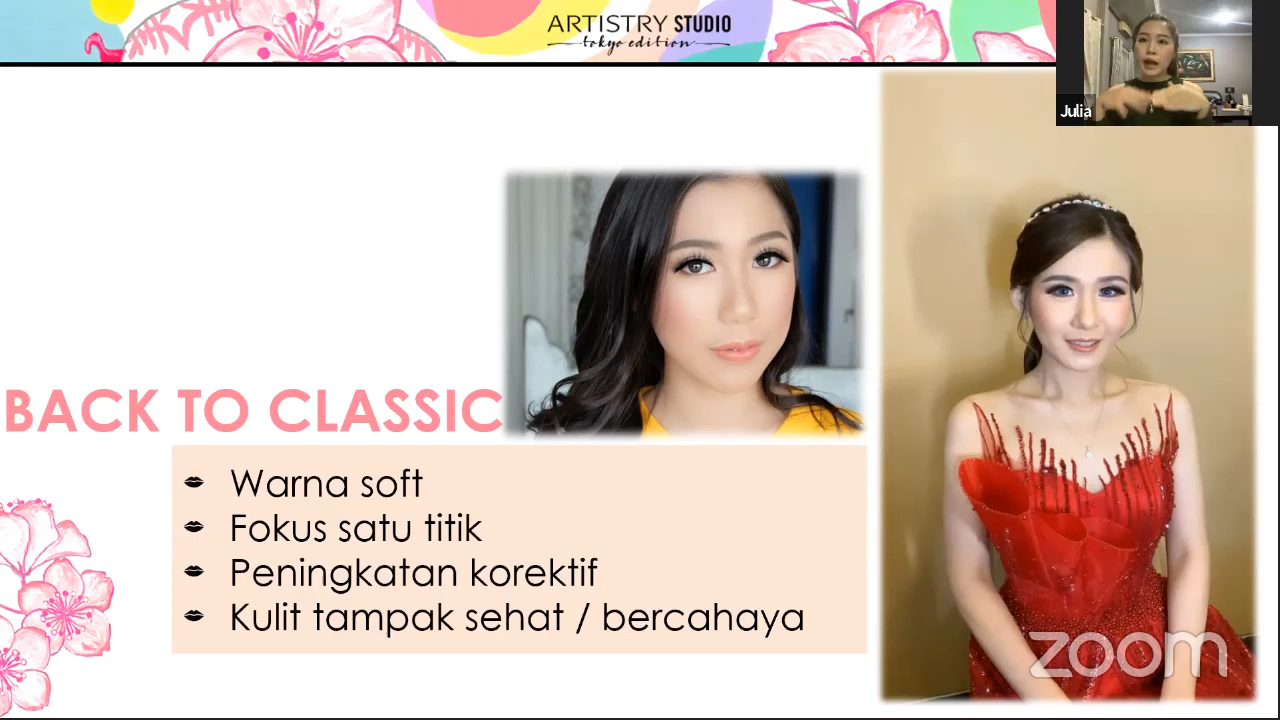 ARTISTRY STUDIO
tokyo edition
Julia
BACK TO CLASSIC
Warna soft
Fokus satu titik
Peningkatan korektif
Kulit tampak sehat / bercahaya
zoom